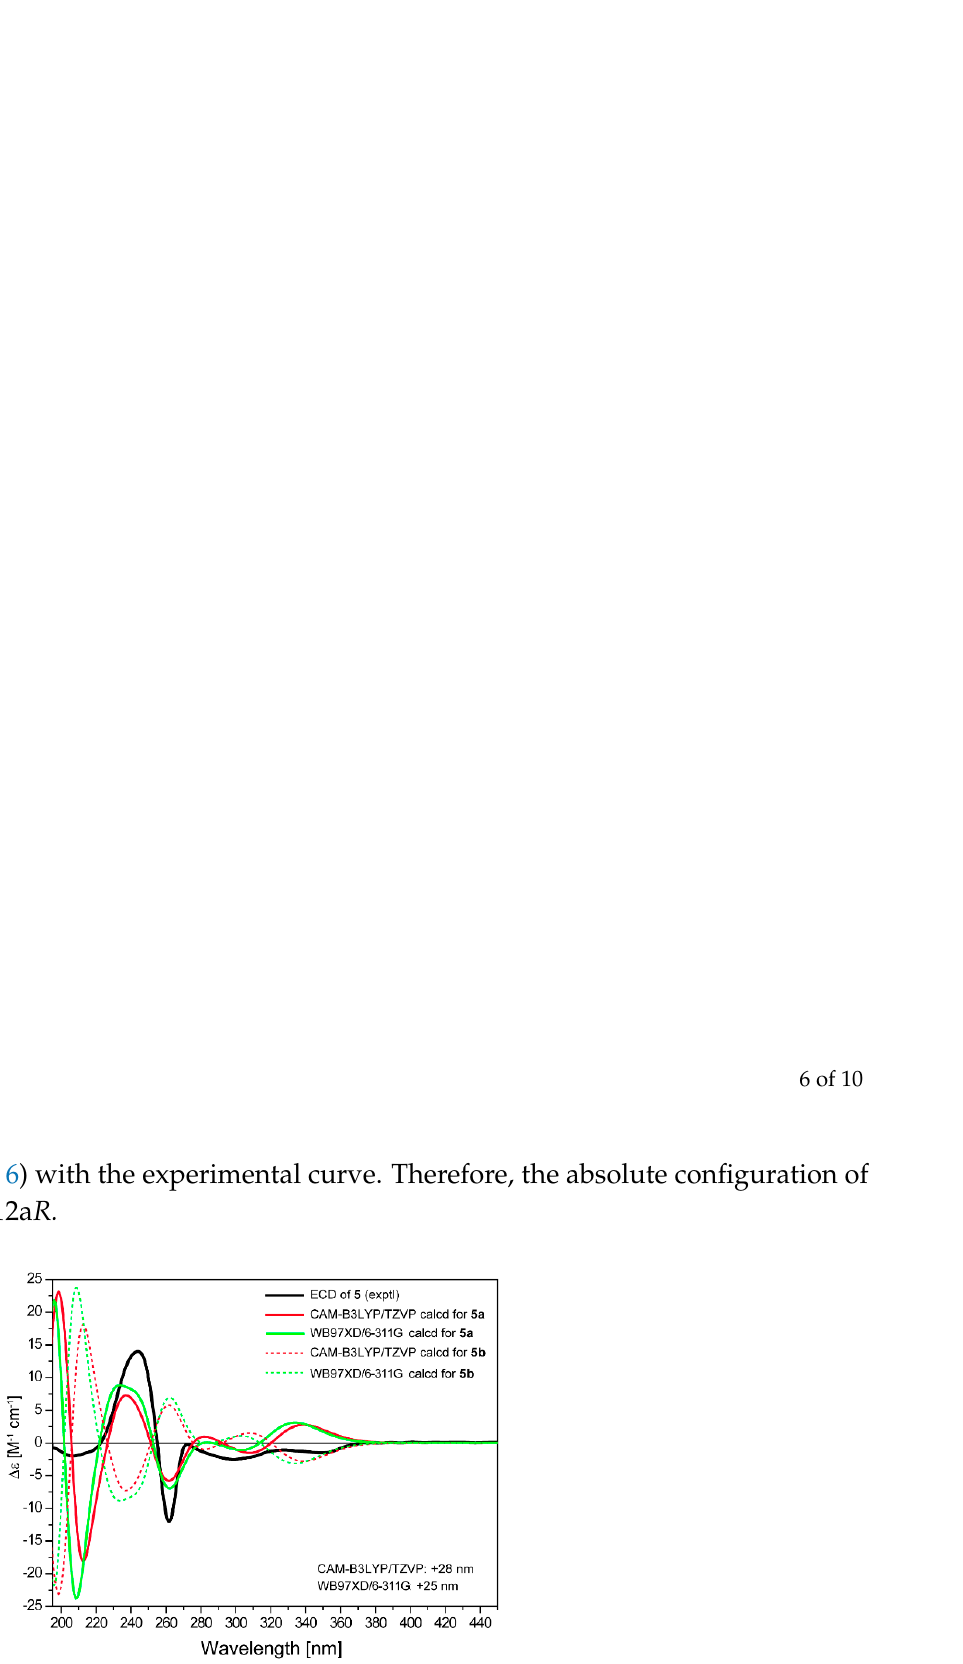 6 of 10
6) with the experimental curve. Therefore, the absolute configuration of
12aR.
25
20
15
10
5
0
-5
-10
-15
-20
-25
Δε [M⁻¹ cm⁻¹]
ECD of 5 (exptl)
CAM-B3LYP/TZVP calcd for 5a
WB97XD/6-311G calcd for 5a
CAM-B3LYP/TZVP calcd for 5b
WB97XD/6-311G calcd for 5b
CAM-B3LYP/TZVP: +28 nm
WB97XD/6-311G +25 nm
200 220 240 260 280 300 320 340 360 380 400 420 440
Wavelength [nm]